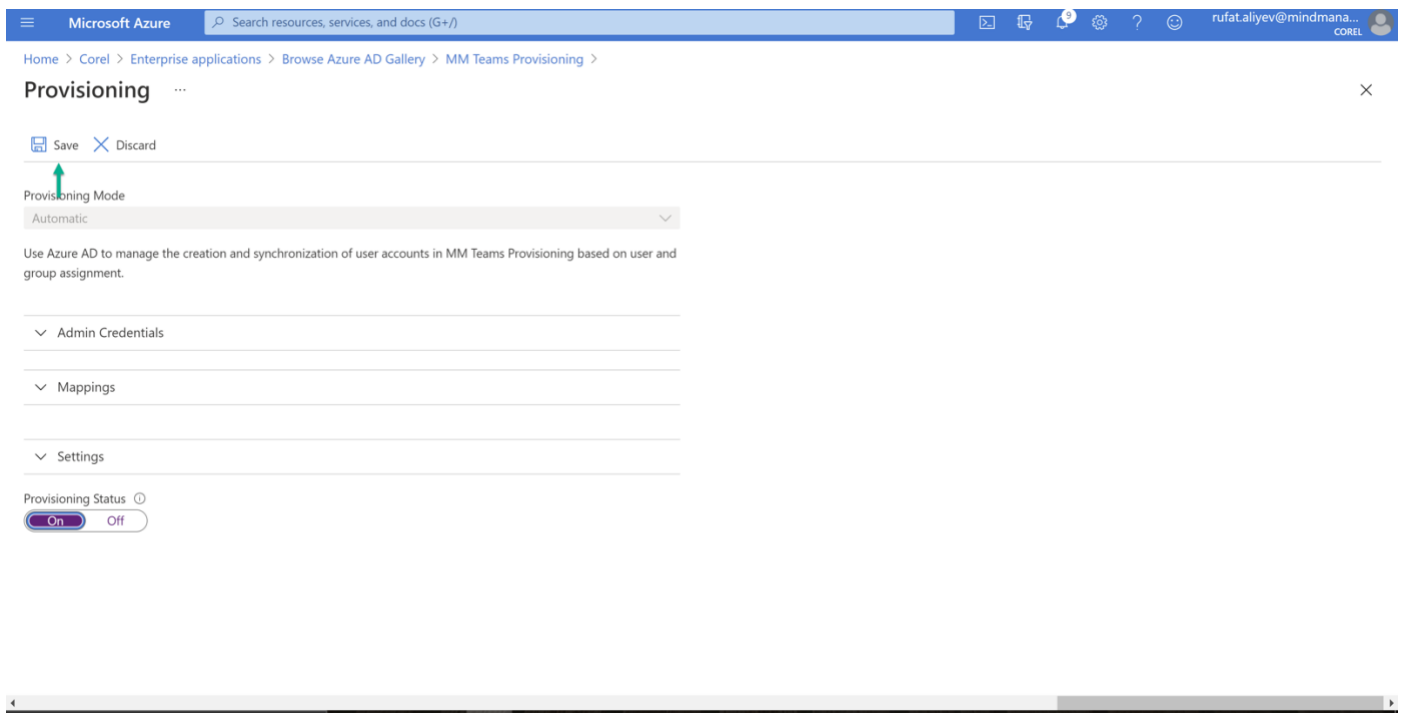 Microsoft Azure
Search resources, services, and docs (G+/)
9
?
rufat.aliyev@mindmana...
COREL
Home > Corel > Enterprise applications > Browse Azure AD Gallery > MM Teams Provisioning >
Provisioning ...
Save Discard
Provisioning Mode
Automatic
Use Azure AD to manage the creation and synchronization of user accounts in MM Teams Provisioning based on user and
group assignment.
Admin Credentials
Mappings
Settings
Provisioning Status
On Off